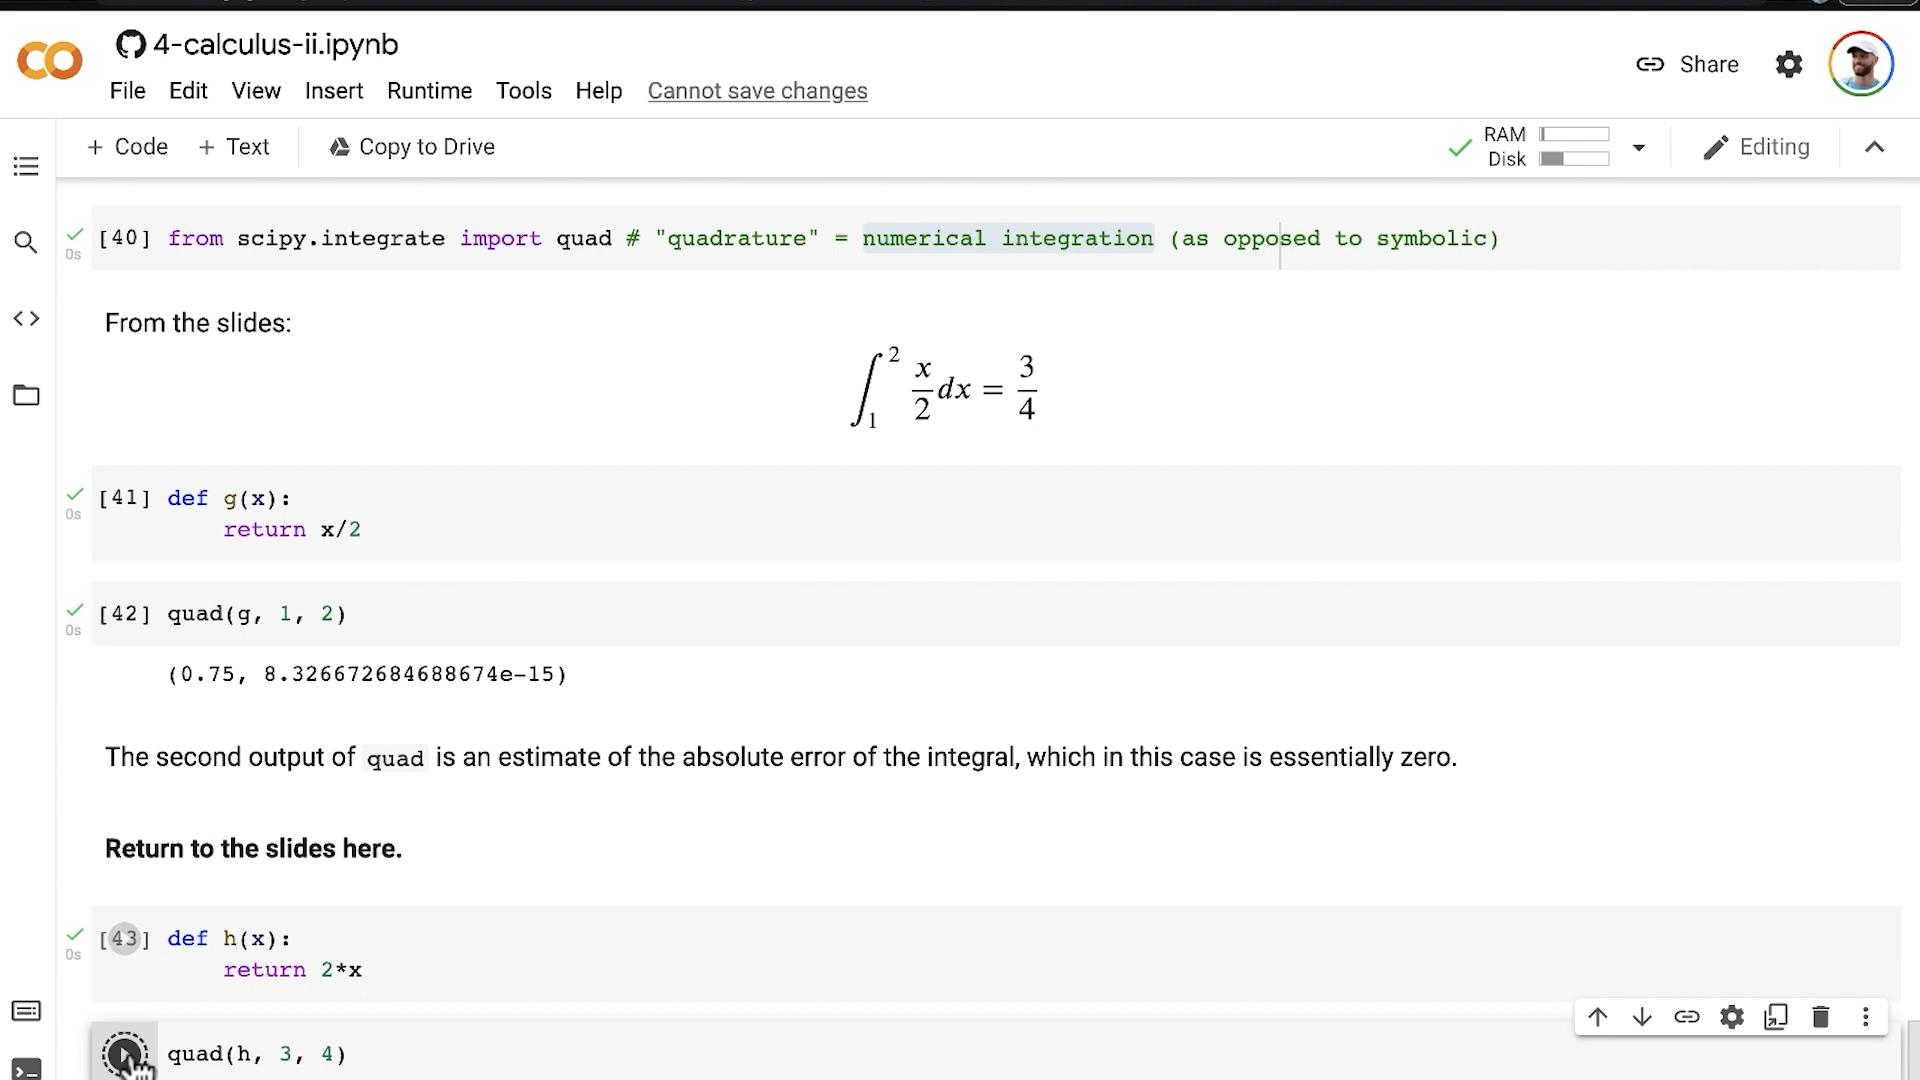 4-calculus-ii.ipynb
File Edit View Insert Runtime Tools Help Cannot save changes
Share
+ Code + Text Copy to Drive
RAM
Disk
Editing
[40] from scipy.integrate import quad # "quadrature" = numerical integration (as opposed to symbolic)
0s
From the slides:
∫₁² x/2 dx = 3/4
[41] def g(x):
0s
return x/2
[42] quad(g, 1, 2)
0s
(0.75, 8.326672684688674e-15)
The second output of quad is an estimate of the absolute error of the integral, which in this case is essentially zero.
Return to the slides here.
[43] def h(x):
0s
return 2*x
quad(h, 3, 4)